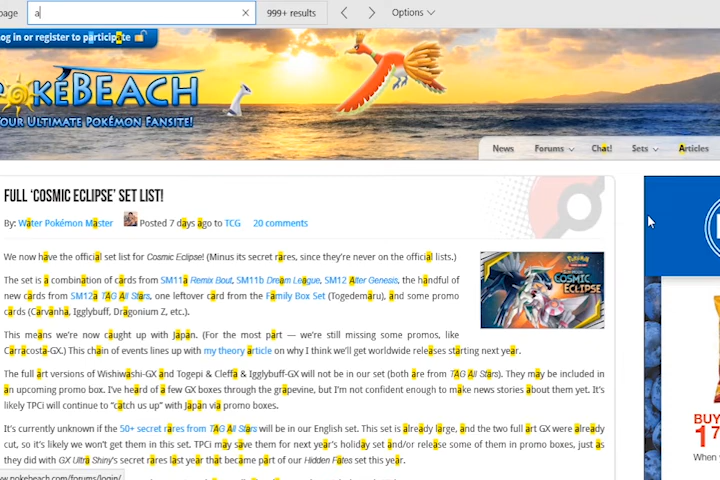 page a 999+ results Options
og in or register to participate
POKÉBEACH
YOUR ULTIMATE POKÉMON FANSITE!
News Forums Chat! Sets Articles
FULL ‘COSMIC ECLIPSE’ SET LIST!
By: Water Pokémon Master Posted 7 days ago to TCG 20 comments
We now have the official set list for Cosmic Eclipse! (Minus its secret rares, since they're never on the official lists.)
The set is a combination of cards from SM11a Remix Bout, SM11b Dream League, SM12 Alter Genesis, the handful of
new cards from SM12a TAG All Stars, one leftover card from the Family Box Set (Togedemaru), and some promo
cards (Carvanha, Igglybuff, Dragonium Z, etc.).
This means we're now caught up with Japan. (For the most part — we're still missing some promos, like
Carracosta-GX.) This chain of events lines up with my theory article on why I think we'll get worldwide releases starting next year.
The full art versions of Wishiwashi-GX and Togepi & Cleffa & Igglybuff-GX will not be in our set (both are from TAG All Stars). They may be included in
an upcoming promo box. I've heard of a few GX boxes through the grapevine, but I'm not confident enough to make news stories about them yet. It's
likely TPCi will continue to “catch us up” with Japan via promo boxes.
It's currently unknown if the 50+ secret rares from TAG All Stars will be in our English set. This set is already large, and the two full art GX were already
cut, so it's likely we won't get them in this set. TPCi may save them for next year's holiday set and/or release some of them in promo boxes, just as
they did with GX Ultra Shiny's secret rares last year that became part of our Hidden Fates set this year.
ww.pokebeach.com/forums/login/
POKÉMON
COSMIC
ECLIPSE
BUY
17
When